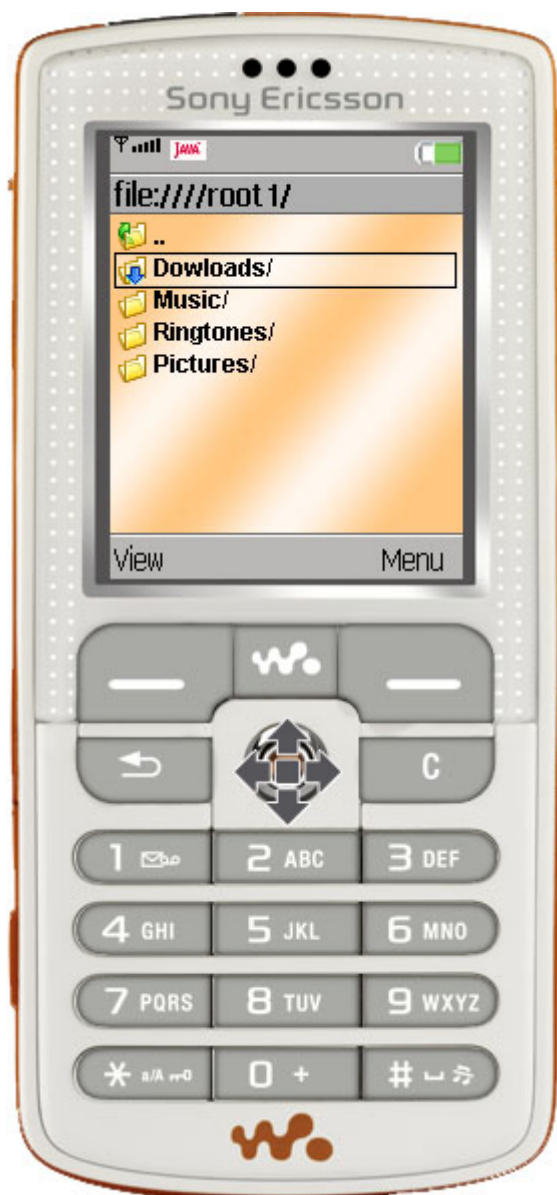 Sony Ericsson
JAVA
file:////root1/
..
Dowloads/
Music/
Ringtones/
Pictures/
View Menu
C
1 2 ABC 3 DEF
4 GHI 5 JKL 6 MNO
7 PQRS 8 TUV 9 WXYZ
* a/A 0 + #